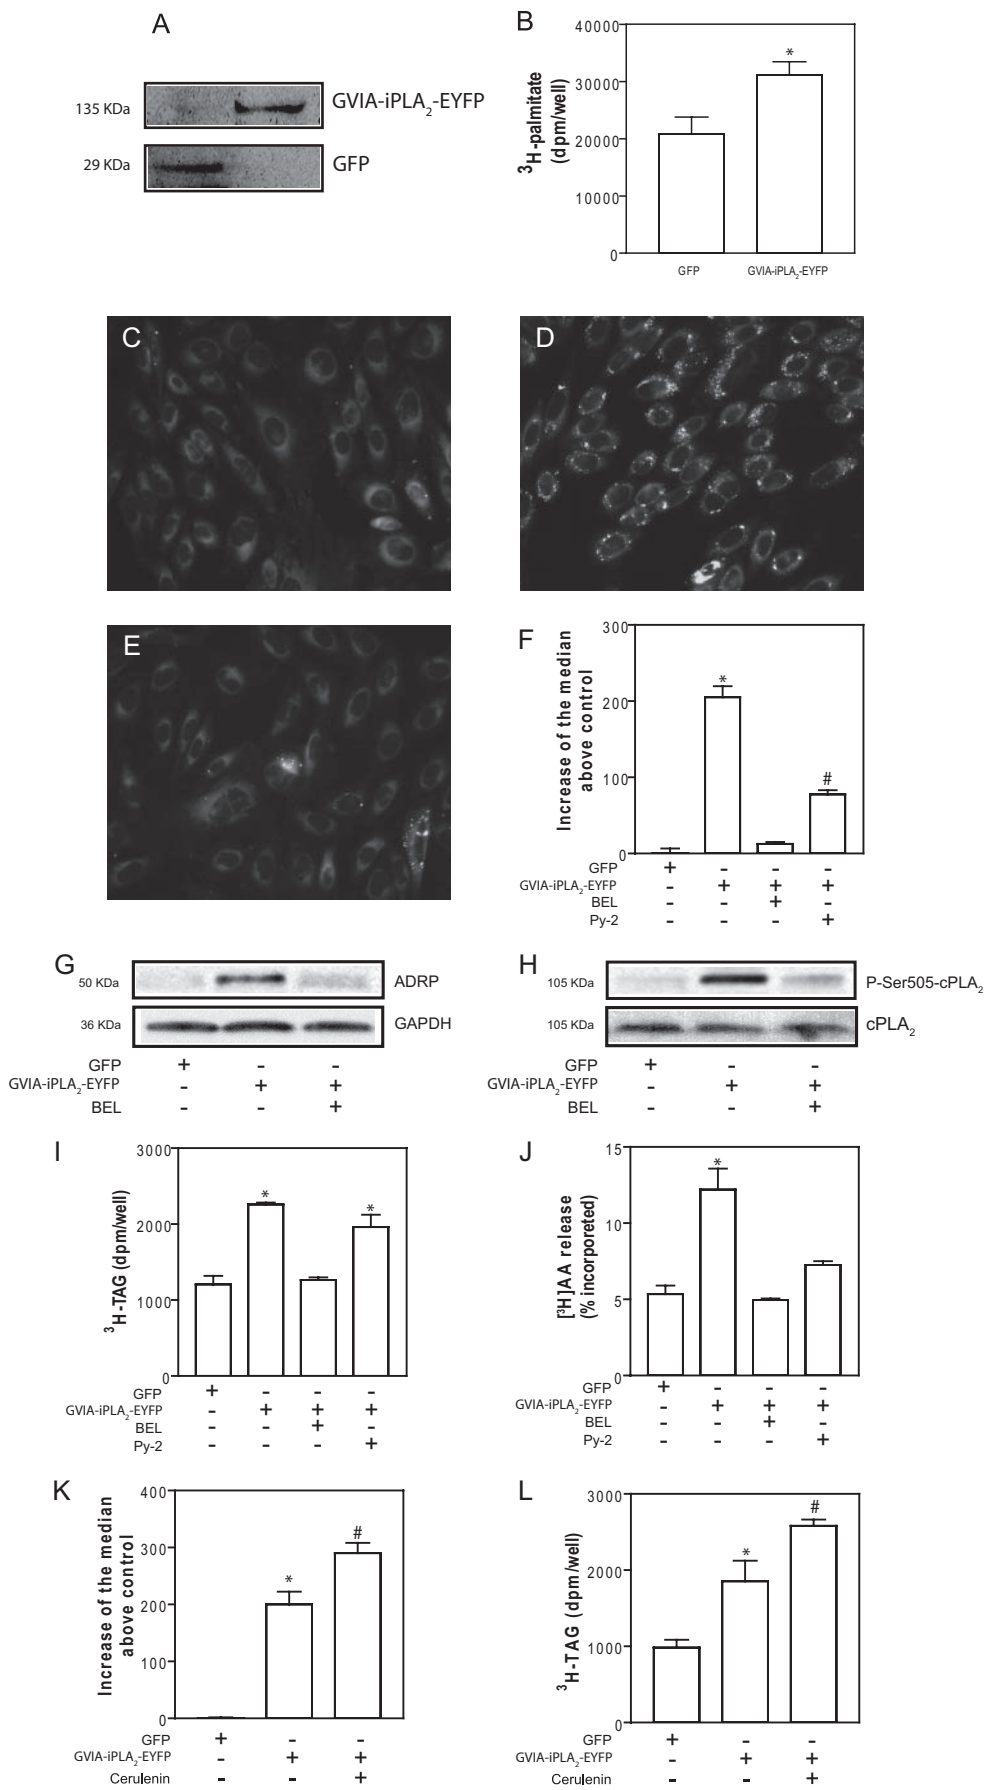 A
135 KDa
GVIA-iPLA2-EYFP
29 KDa
GFP
B
3H-palmitate
(dpm/well)
40000
30000
20000
10000
0
*
GFP
GVIA-iPLA2-EYFP
C
D
E
F
Increase of the median
above control
300
200
100
0
*
#
GFP + - - -
GVIA-iPLA2-EYFP - + + +
BEL - - + -
Py-2 - - - +
G
50 KDa
ADRP
36 KDa
GAPDH
GFP + - -
GVIA-iPLA2-EYFP - + +
BEL - - +
H
105 KDa
P-Ser505-cPLA2
105 KDa
cPLA2
GFP + - -
GVIA-iPLA2-EYFP - + +
BEL - - +
I
3H-TAG (dpm/well)
3000
2000
1000
0
*
*
GFP + - - -
GVIA-iPLA2-EYFP - + + +
BEL - - + -
Py-2 - - - +
J
[3H]AA release
(% incorporeted)
15
10
5
0
*
GFP + - - -
GVIA-iPLA2-EYFP - + + +
BEL - - + -
Py-2 - - - +
K
Increase of the median
above control
400
300
200
100
0
*
#
GFP + - -
GVIA-iPLA2-EYFP - + +
Cerulenin - - +
L
3H-TAG (dpm/well)
3000
2000
1000
0
*
#
GFP + - -
GVIA-iPLA2-EYFP - + +
Cerulenin - - +